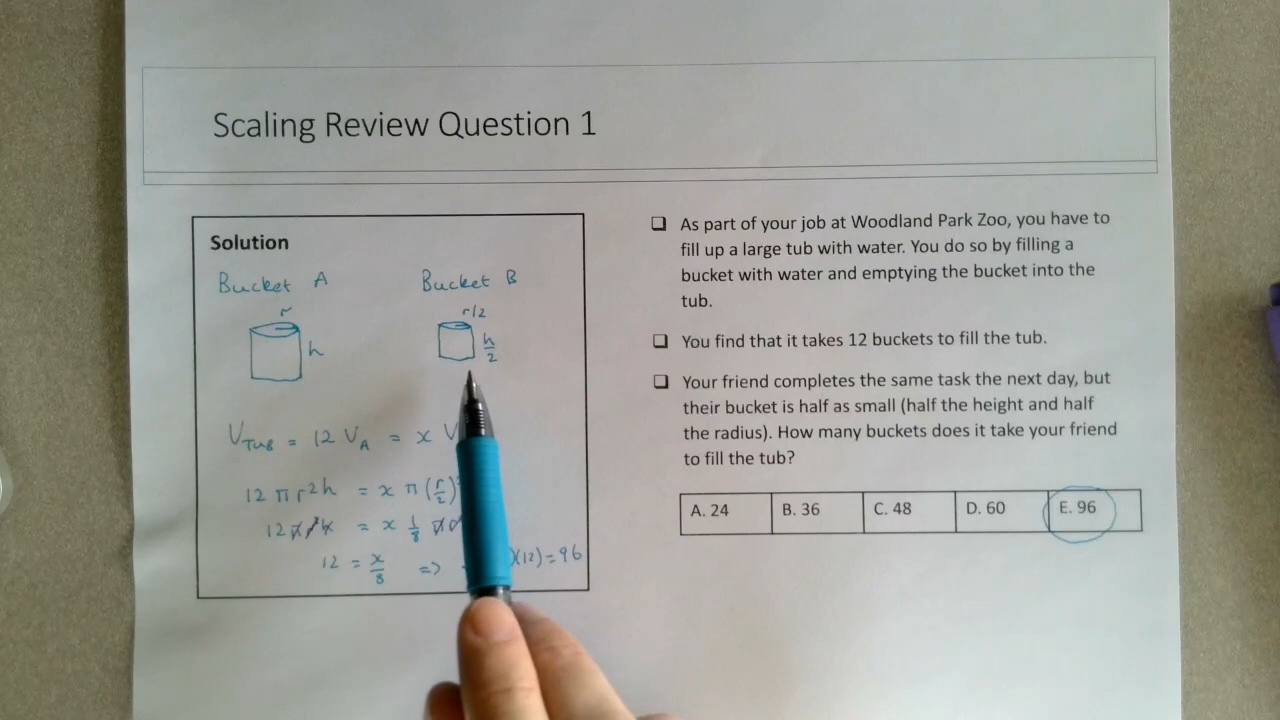 Scaling Review Question 1
Solution
Bucket A
Bucket B
r
r/2
h
h/2
V_TUB = 12 V_A = x V
12 π r²h = x π (r/2)
12 π r² h = x 1/8 π r
12 = x/8 =>
)(12) = 96
❑ As part of your job at Woodland Park Zoo, you have to
fill up a large tub with water. You do so by filling a
bucket with water and emptying the bucket into the
tub.
❑ You find that it takes 12 buckets to fill the tub.
❑ Your friend completes the same task the next day, but
their bucket is half as small (half the height and half
the radius). How many buckets does it take your friend
to fill the tub?
A. 24 B. 36 C. 48 D. 60 E. 96